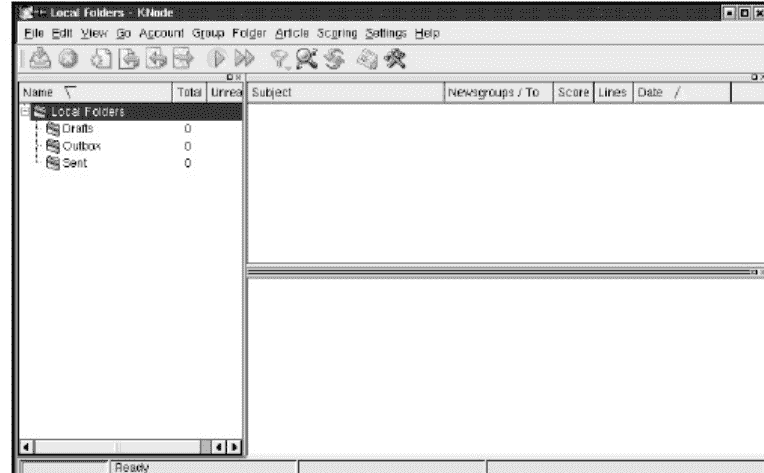 Local Folders - KNode
File Edit View Go Account Group Folder Article Scoring Settings Help
Name Total Unrea Subject Newsgroups / To Score Lines Date /
Local Folders
Drafts 0
Outbox 0
Sent 0
Ready